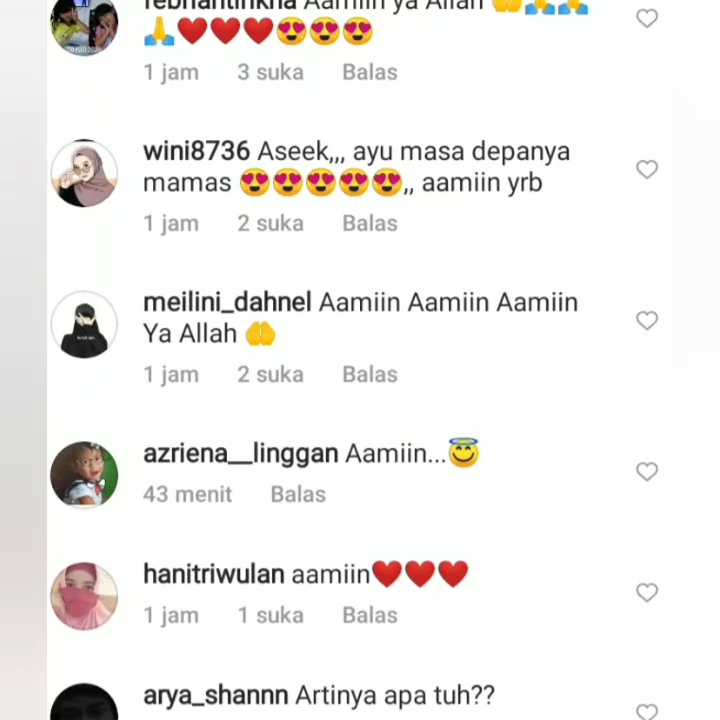 Aamiin ya Allah 🤲🙏🙏
🙏❤️❤️❤️😍😍😍
1 jam 3 suka Balas
wini8736 Aseek,,, ayu masa depanya
mamas 😍😍😍😍😍,, aamiin yrb
1 jam 2 suka Balas
meilini_dahnel Aamiin Aamiin Aamiin
Ya Allah 🤲
1 jam 2 suka Balas
azriena__linggan Aamiin...😇
43 menit Balas
hanitriwulan aamiin❤️❤️❤️
1 jam 1 suka Balas
arya_shannn Artinya apa tuh??